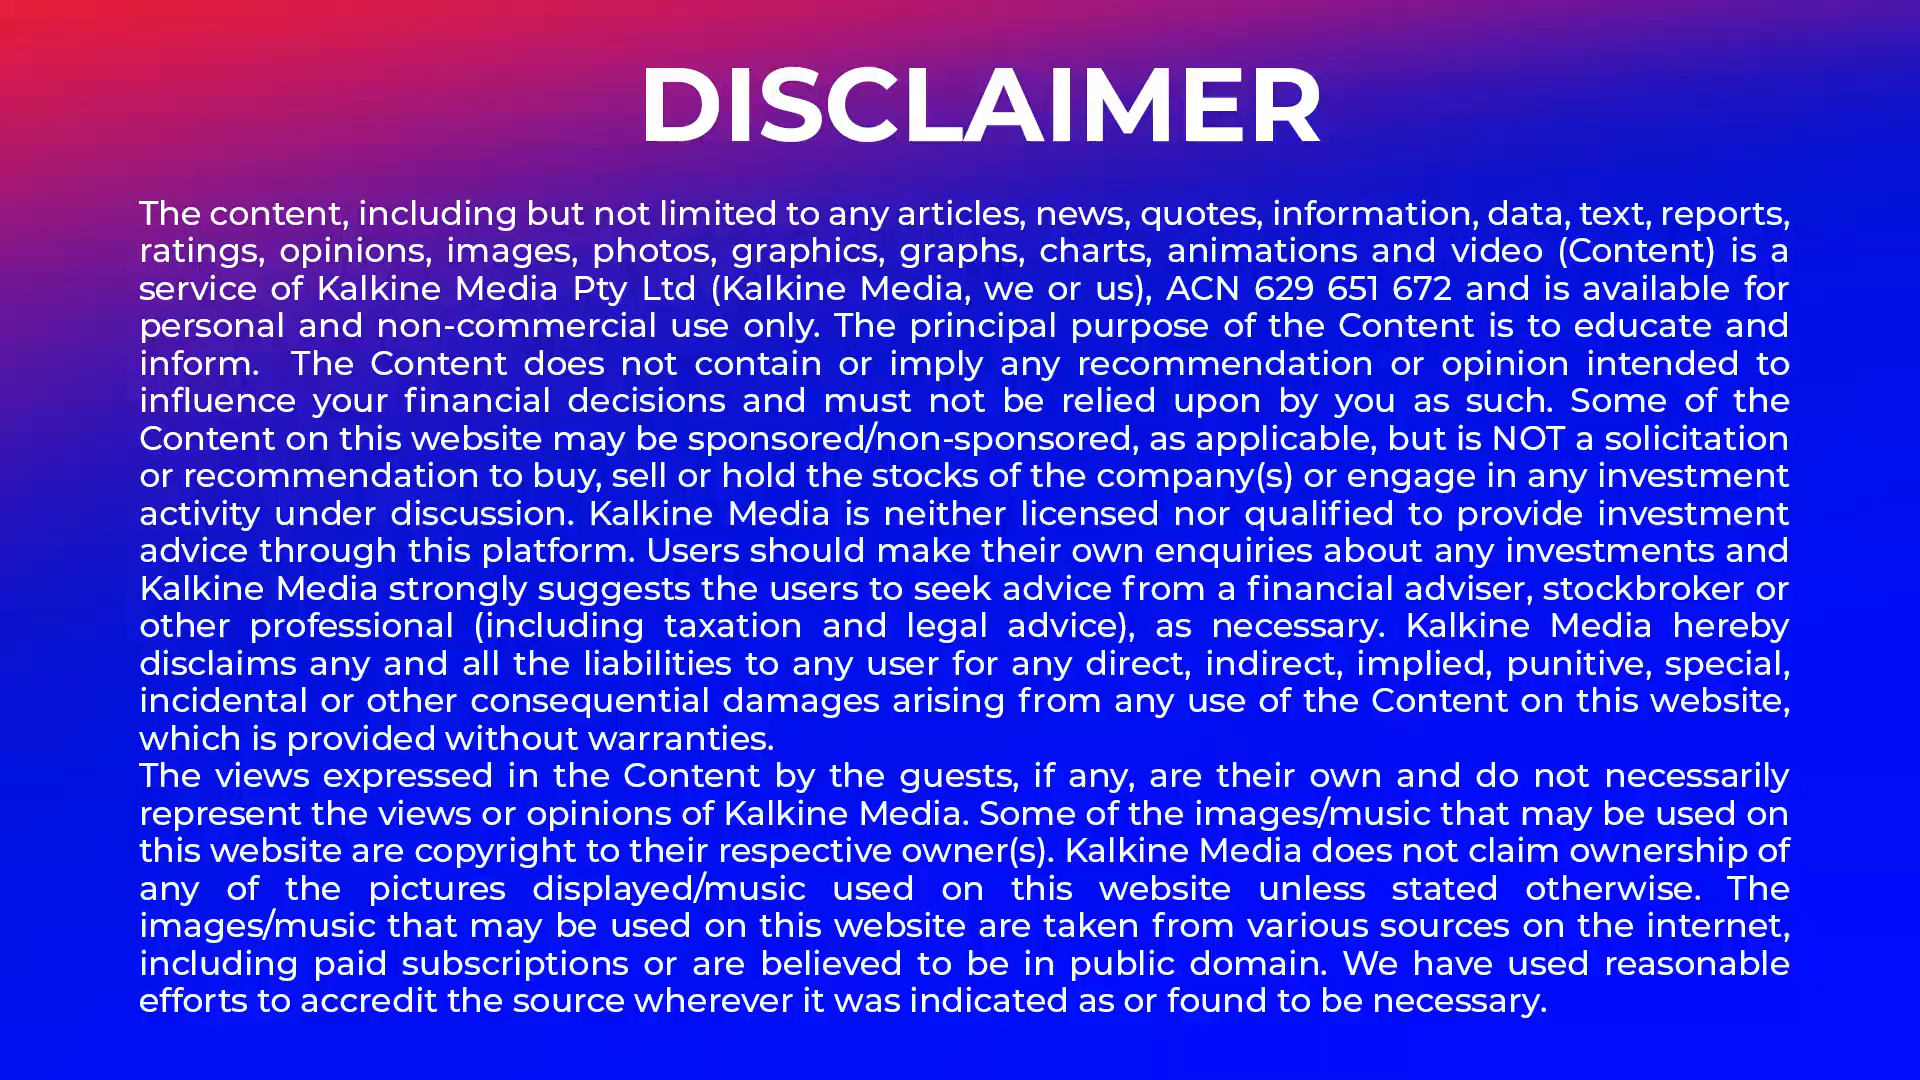 DISCLAIMER
The content, including but not limited to any articles, news, quotes, information, data, text, reports,
ratings, opinions, images, photos, graphics, graphs, charts, animations and video (Content) is a
service of Kalkine Media Pty Ltd (Kalkine Media, we or us), ACN 629 651 672 and is available for
personal and non-commercial use only. The principal purpose of the Content is to educate and
inform.  The Content does not contain or imply any recommendation or opinion intended to
influence your financial decisions and must not be relied upon by you as such. Some of the
Content on this website may be sponsored/non-sponsored, as applicable, but is NOT a solicitation
or recommendation to buy, sell or hold the stocks of the company(s) or engage in any investment
activity under discussion. Kalkine Media is neither licensed nor qualified to provide investment
advice through this platform. Users should make their own enquiries about any investments and
Kalkine Media strongly suggests the users to seek advice from a financial adviser, stockbroker or
other professional (including taxation and legal advice), as necessary. Kalkine Media hereby
disclaims any and all the liabilities to any user for any direct, indirect, implied, punitive, special,
incidental or other consequential damages arising from any use of the Content on this website,
which is provided without warranties.
The views expressed in the Content by the guests, if any, are their own and do not necessarily
represent the views or opinions of Kalkine Media. Some of the images/music that may be used on
this website are copyright to their respective owner(s). Kalkine Media does not claim ownership of
any of the pictures displayed/music used on this website unless stated otherwise. The
images/music that may be used on this website are taken from various sources on the internet,
including paid subscriptions or are believed to be in public domain. We have used reasonable
efforts to accredit the source wherever it was indicated as or found to be necessary.